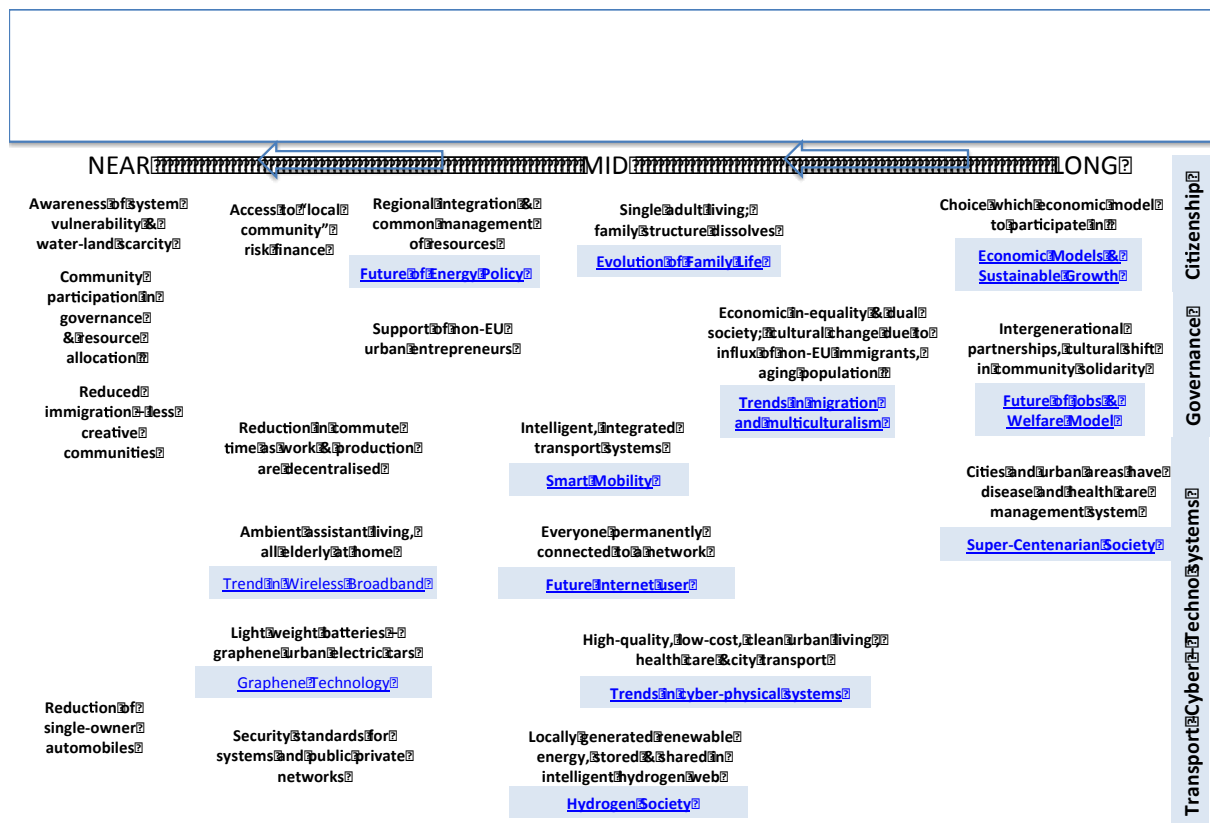 NEAR MID LONG
Awareness of system
vulnerability &
water-land scarcity
Community
participation in
governance
& resource
allocation
Reduced
immigration – less
creative
communities
Reduction of
single-owner
automobiles
Access to "local
community"
risk finance
Regional integration &
common management
of resources
Future of Energy Policy
Support of non-EU
urban entrepreneurs
Reduction in commute
time as work & production
are decentralised
Ambient assistant living,
all elderly at home
Trend in Wireless Broadband
Light weight batteries –
graphene urban electric cars
Graphene Technology
Security standards for
systems and public private
networks
Single adult living;
family structure dissolves
Evolution of Family Life
Economic in-equality & dual
society; cultural change due to
influx of non-EU immigrants,
aging population
Trends in migration
and multiculturalism
Intelligent, integrated
transport systems
Smart Mobility
Everyone permanently
connected to a network
Future Internet user
High-quality, low-cost, clean urban living,
health care & city transport
Trends in cyber-physical systems
Locally generated renewable
energy, stored & shared in
intelligent hydrogen web
Hydrogen Society
Choice which economic model
to participate in
Economic Models &
Sustainable Growth
Intergenerational
partnerships, cultural shift
in community solidarity
Future of jobs &
Welfare Model
Cities and urban areas have
disease and health care
management system
Super-Centenarian Society
Citizenship
Governance
Transport Cyber – Techno systems